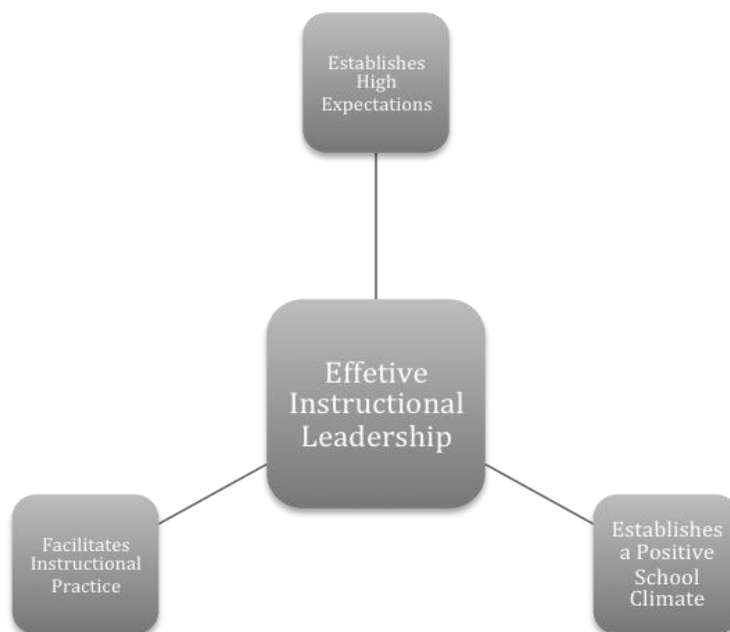 Establishes
High
Expectations
Effetive
Instructional
Leadership
Facilitates
Instructional
Practice
Establishes
a Positive
School
Climate